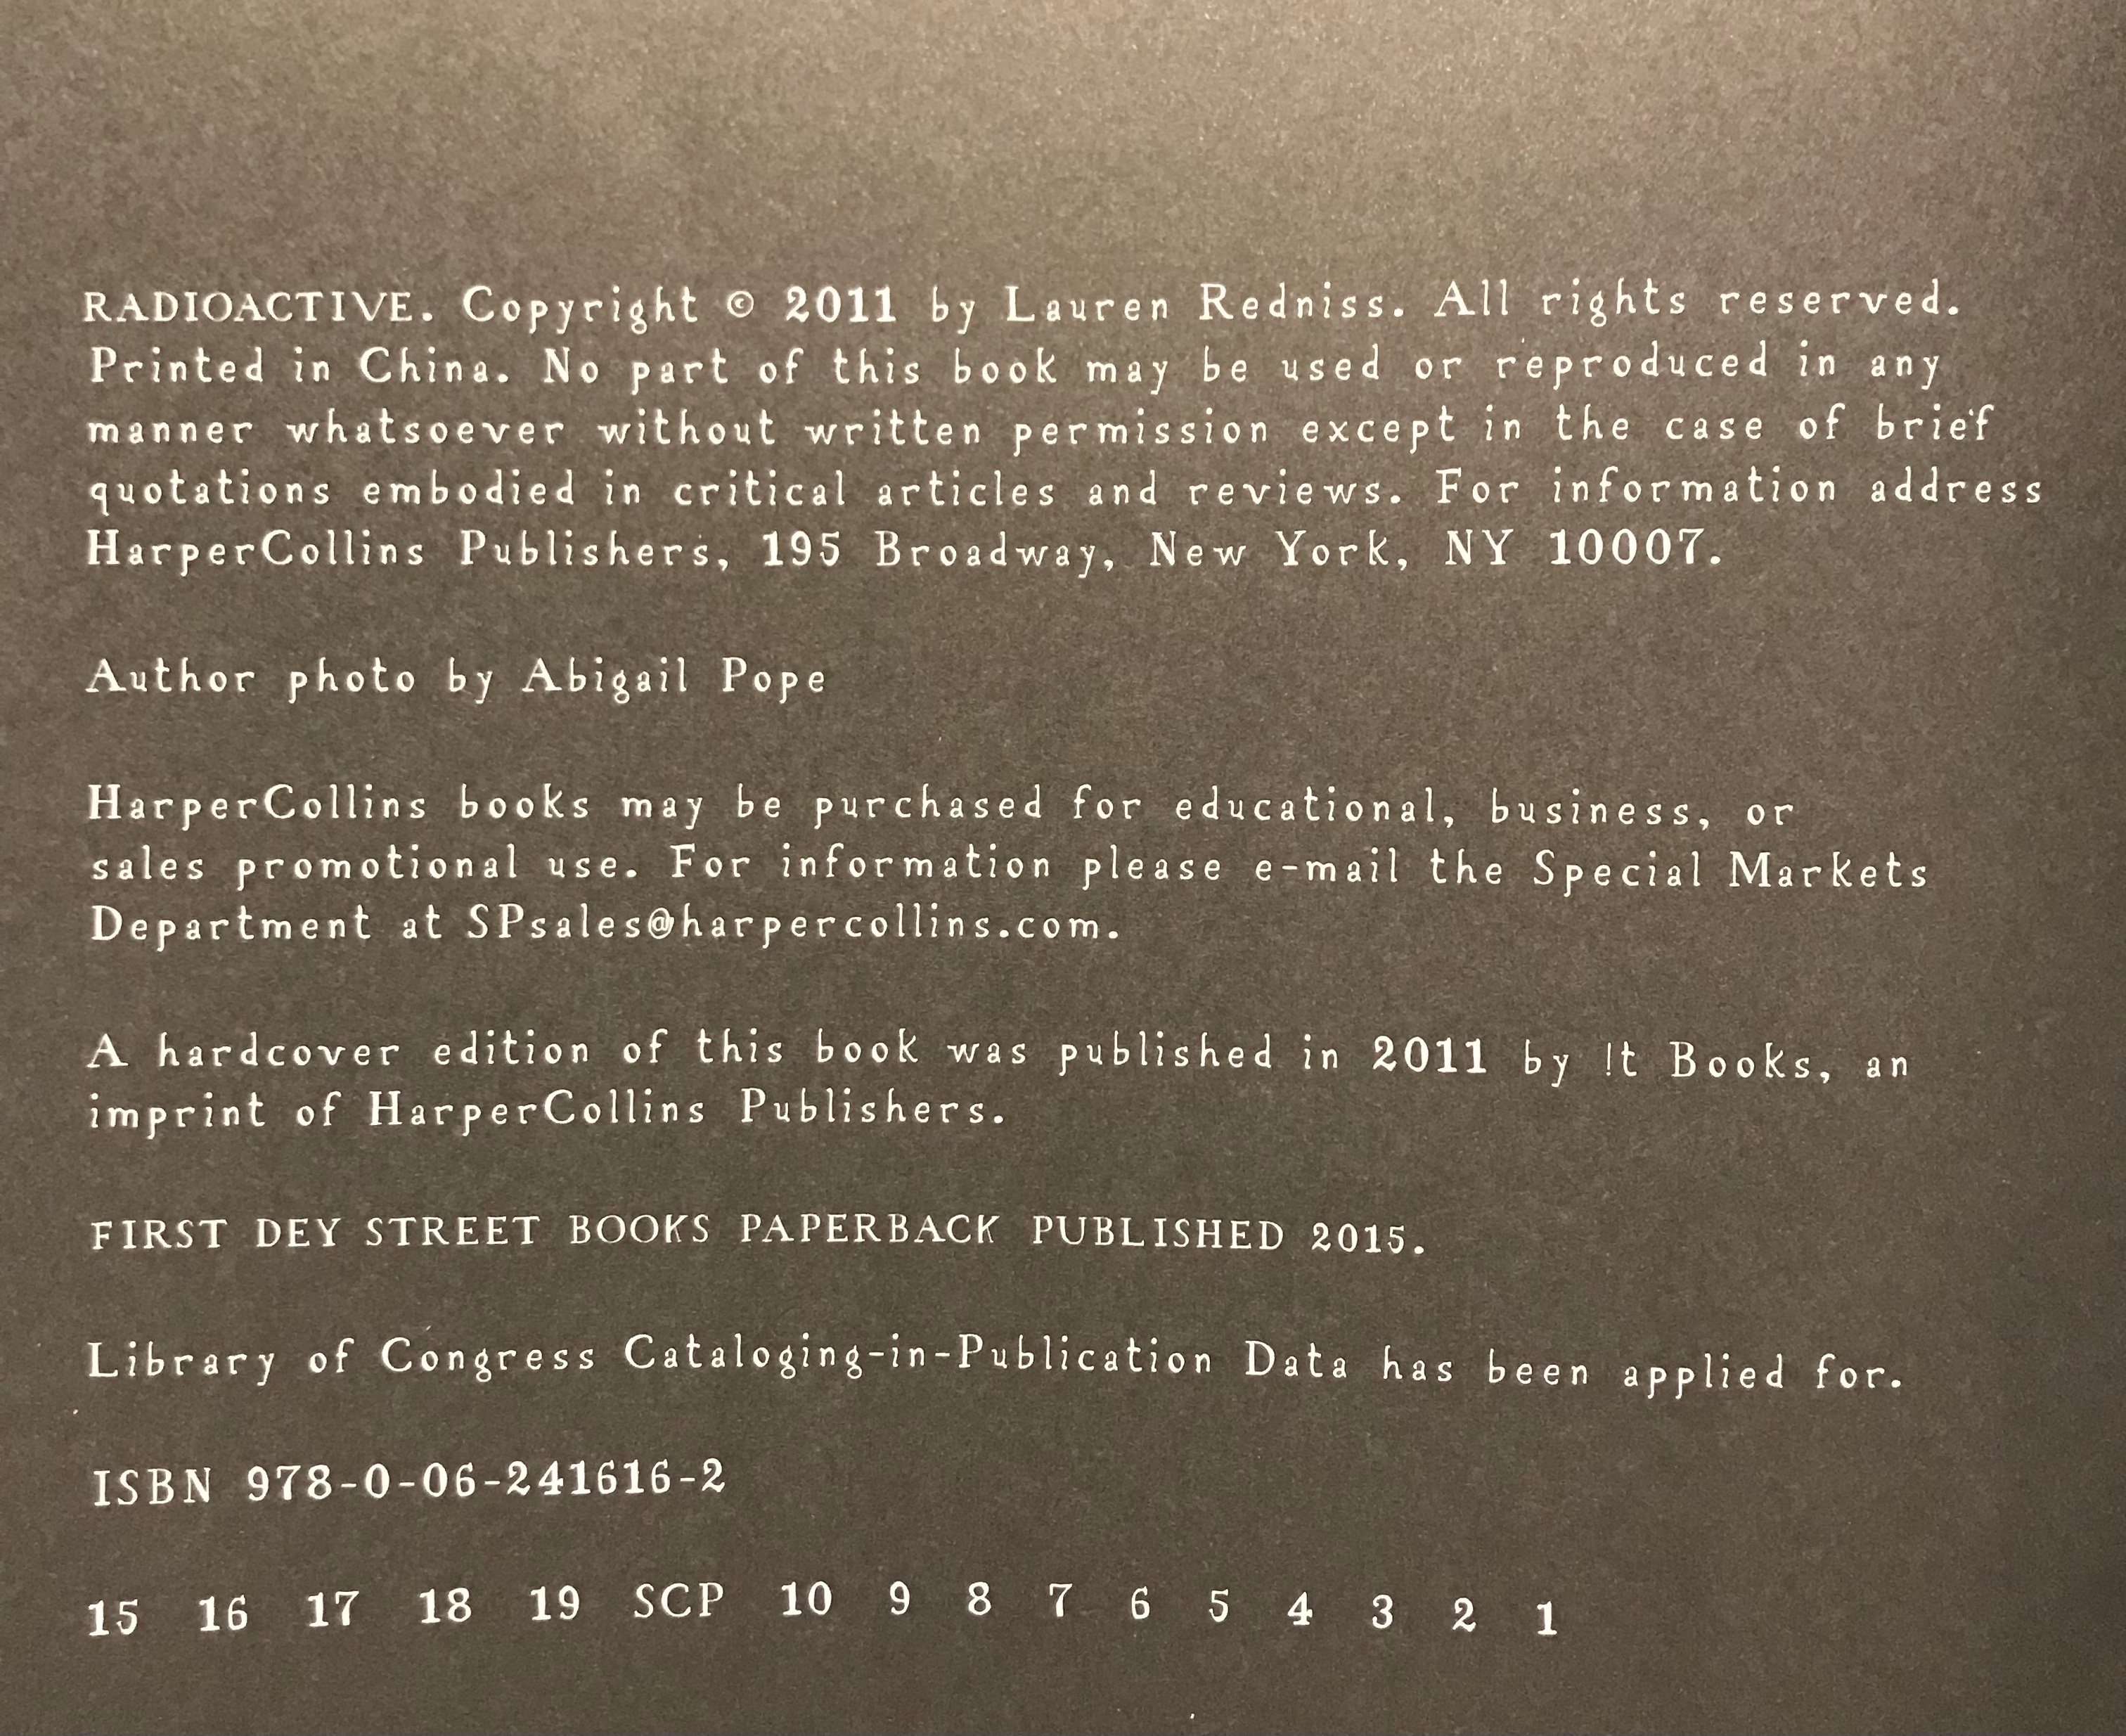 RADIOACTIVE. Copyright © 2011 by Lauren Redniss. All rights reserved.
Printed in China. No part of this book may be used or reproduced in any
manner whatsoever without written permission except in the case of brief
quotations embodied in critical articles and reviews. For information address
HarperCollins Publishers, 195 Broadway, New York, NY 10007.
Author photo by Abigail Pope
HarperCollins books may be purchased for educational, business, or
sales promotional use. For information please e-mail the Special Markets
Department at SPsales@harpercollins.com.
A hardcover edition of this book was published in 2011 by !t Books, an
imprint of HarperCollins Publishers.
FIRST DEY STREET BOOKS PAPERBACK PUBLISHED 2015.
Library of Congress Cataloging-in-Publication Data has been applied for.
ISBN 978-0-06-241616-2
15 16 17 18 19 SCP 10 9 8 7 6 5 4 3 2 1